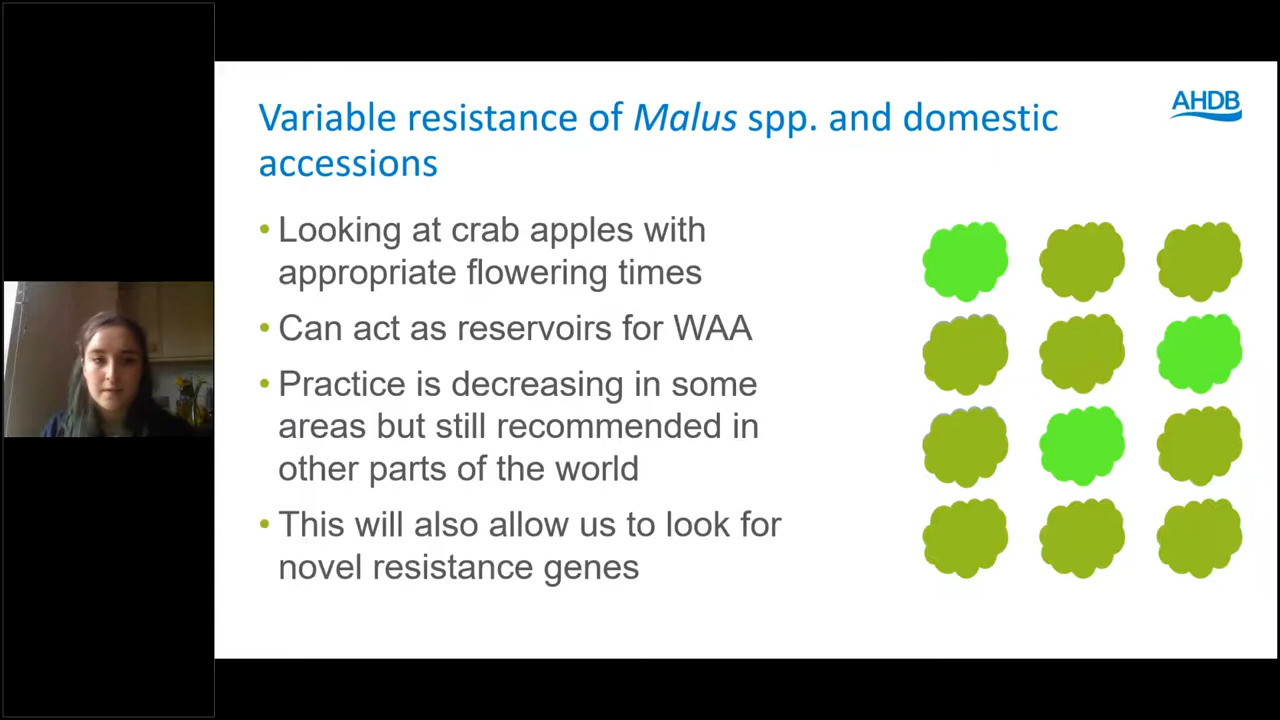 Variable resistance of Malus spp. and domestic
accessions
AHDB
• Looking at crab apples with
appropriate flowering times
• Can act as reservoirs for WAA
• Practice is decreasing in some
areas but still recommended in
other parts of the world
• This will also allow us to look for
novel resistance genes